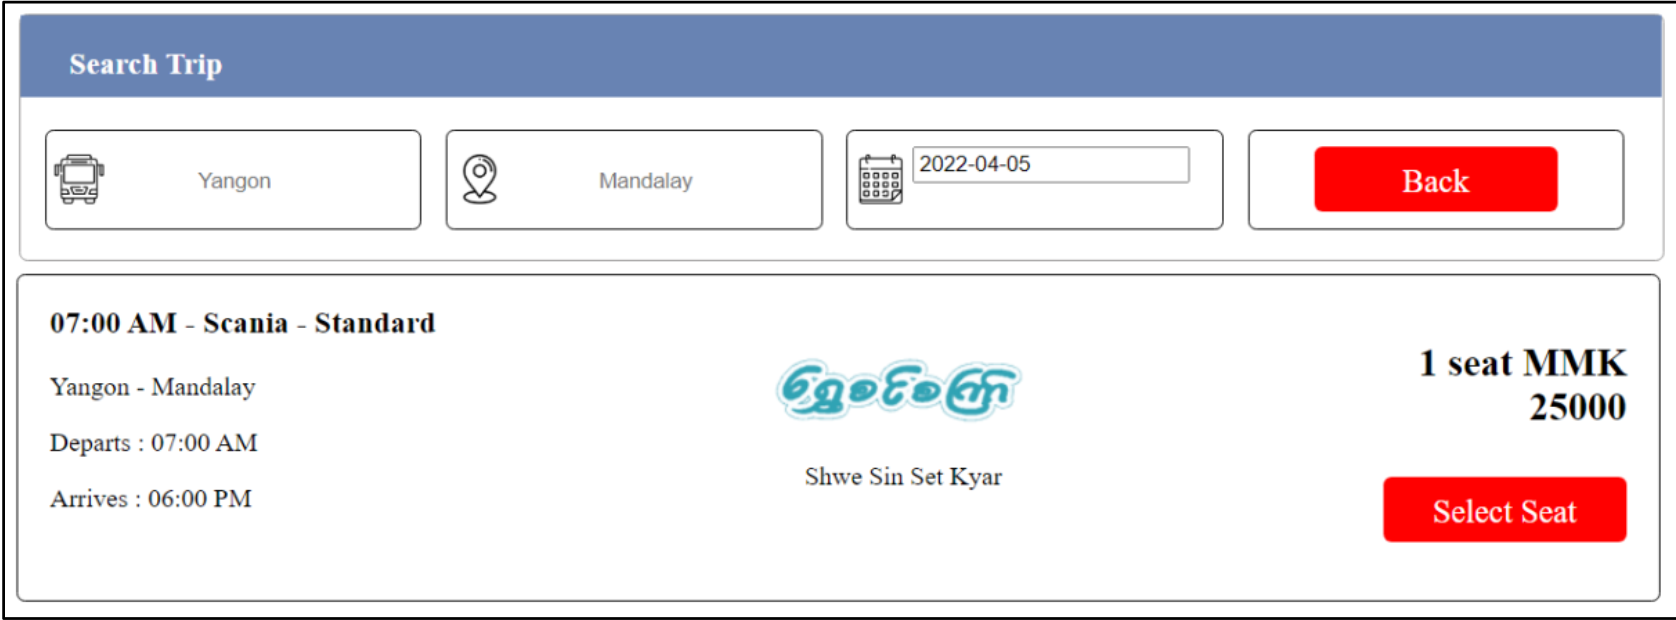 Search Trip
Yangon
Mandalay
2022-04-05
Back
07:00 AM - Scania - Standard
Yangon - Mandalay
Departs : 07:00 AM
Arrives : 06:00 PM
ရွှေစင်စကြာ
Shwe Sin Set Kyar
1 seat MMK
25000
Select Seat